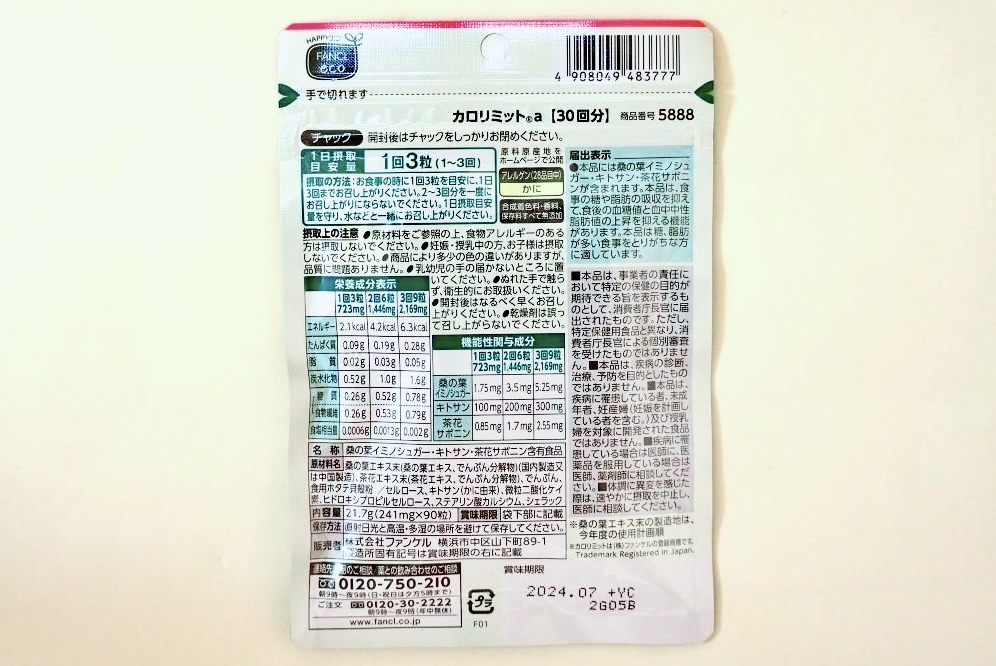 HAPPYエコ
FANCL
eco
4 908049 483777
手で切れます
カロリミット®a【30回分】 商品番号 5888
チャック 開封後はチャックをしっかりお閉めください。
1日摂取
目安量
1回3粒(1~3回)
摂取の方法:お食事の時に1回3粒を目安に、1日
3回までお召し上がりください。2~3回分を一度に
お召し上がりにならないでください。1日摂取目安
量を守り、水などと一緒にお召し上がりください。
原料原産地を
ホームページで公開
アレルゲン(28品目中)
かに
合成着色料・香料、
保存料すべて無添加
摂取上の注意 ●原材料をご参照の上、食物アレルギーのある
方は摂取しないでください。●妊娠・授乳中の方、お子様は摂取
しないでください。●商品により多少の色の違いがありますが、
品質に問題ありません。●乳幼児の手の届かないところに置
いてください。●ぬれた手で触ら
ず、衛生的にお取扱いください。
●開封後はなるべく早くお召し
上がりください。●乾燥剤は誤っ
て召し上がらないでください。
栄養成分表示
1回3粒 2回6粒 3回9粒
723mg 1,446mg 2,169mg
エネルギー 2.1kcal 4.2kcal 6.3kcal
たんぱく質 0.09g 0.19g 0.28g
脂質 0.02g 0.03g 0.05g
炭水化物 0.52g 1.0g 1.6g
糖質 0.26g 0.52g 0.78g
食物繊維 0.26g 0.53g 0.79g
食塩相当量 0.0006g 0.0013g 0.002g
機能性関与成分
1回3粒 2回6粒 3回9粒
723mg 1,446mg 2,169mg
桑の葉
イミノシュガー 1.75mg 3.5mg 5.25mg
キトサン 100mg 200mg 300mg
茶花
サポニン 0.85mg 1.7mg 2.55mg
名称 桑の葉イミノシュガー・キトサン・茶花サポニン含有食品
原材料名 桑の葉エキス末(桑の葉エキス、でんぷん分解物)(国内製造又
は中国製造)、茶花エキス末(茶花エキス、でんぷん分解物)、でんぷん、
食用ホタテ貝殻粉/セルロース、キトサン(かに由来)、微粒二酸化ケイ
素、ヒドロキシプロピルセルロース、ステアリン酸カルシウム、シェラック
内容量 21.7g(241mg×90粒) 賞味期限 袋下部に記載
保存方法 直射日光と高温・多湿の場所を避けて保存してください。
販売者 株式会社ファンケル 横浜市中区山下町89-1
製造所固有記号は賞味期限の右に記載
届出表示
●本品には桑の葉イミノシュ
ガー・キトサン・茶花サポニン
が含まれます。本品は、食
事の糖や脂肪の吸収を抑え
て、食後の血糖値と血中中性
脂肪値の上昇を抑える機能
があります。本品は糖、脂肪
が多い食事をとりがちな方
に適しています。
■本品は、事業者の責任に
おいて特定の保健の目的が
期待できる旨を表示するも
のとして、消費者庁長官に届
出されたものです。ただし、
特定保健用食品と異なり、消
費者庁長官による個別審査
を受けたものではありませ
ん。■本品は、疾病の診断、
治療、予防を目的としたもの
ではありません。■本品は、
疾病に罹患している者、未成
年者、妊産婦(妊娠を計画し
ている者を含む。)及び授乳
婦を対象に開発された食品
ではありません。■疾病に罹
患している場合は医師に、医
薬品を服用している場合は
医師、薬剤師に相談してくださ
い。■体調に異変を感じた
際は、速やかに摂取を中止し、
医師に相談してください。
※桑の葉エキス末の製造地は、
今年度の使用計画順
※カロリミットは(株)ファンケルの登録商標です。
Trademark Registered in Japan.
のご相談・薬との飲み合わせのご相談
0120-750-210
朝9時~夜9時(日・祝日は夕方5時まで)
ご注文 0120-30-2222
朝9時~夜9時(年中無休)
www.fancl.co.jp
プラ
F01
賞味期限
2024.07 +YC
2G05B